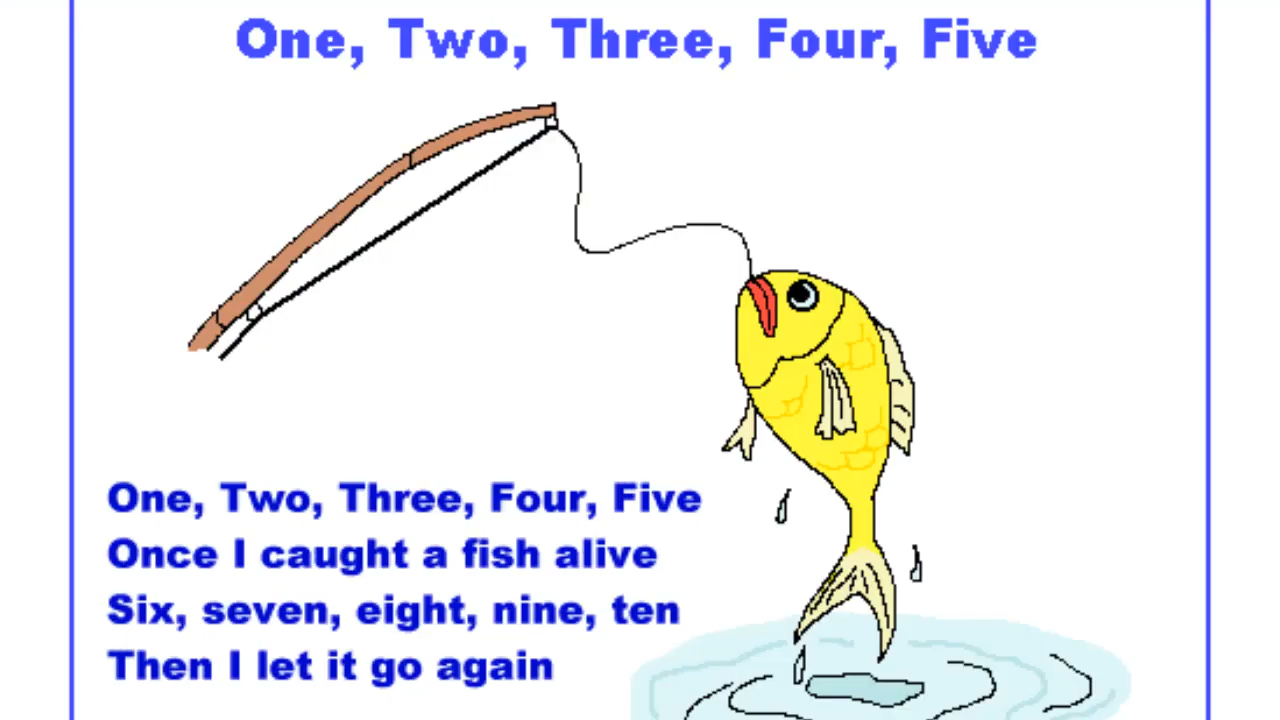 One, Two, Three, Four, Five
One, Two, Three, Four, Five
Once I caught a fish alive
Six, seven, eight, nine, ten
Then I let it go again